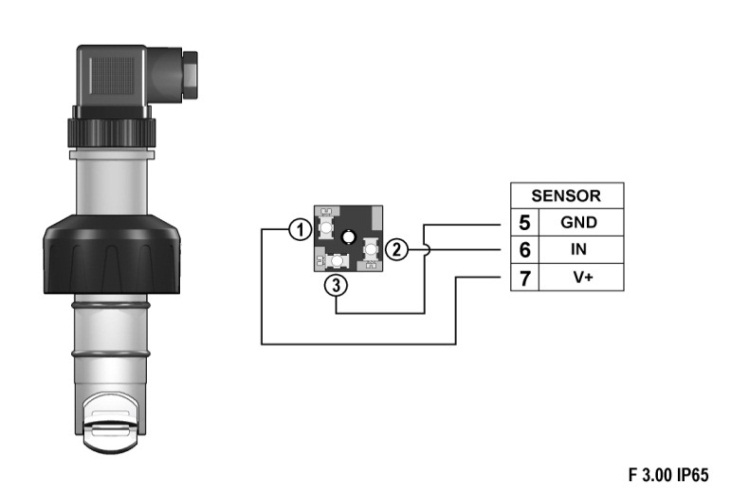 SENSOR
1
5 GND
2
6 IN
7 V+
3
F 3.00 IP65